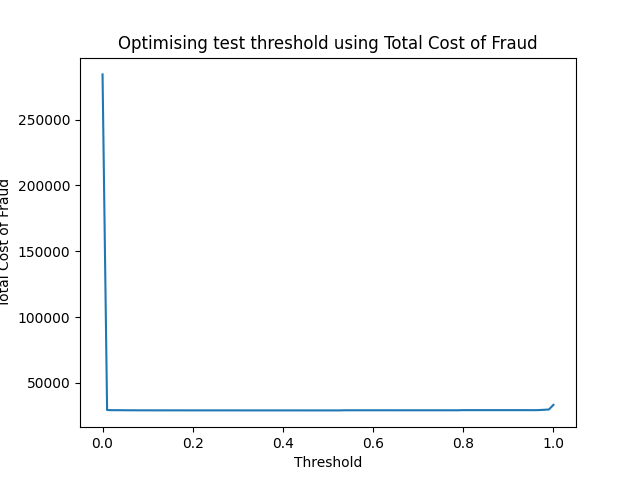 Optimising test threshold using Total Cost of Fraud
250000
200000
150000
100000
50000
Total Cost of Fraud
0.0 0.2 0.4 0.6 0.8 1.0
Threshold